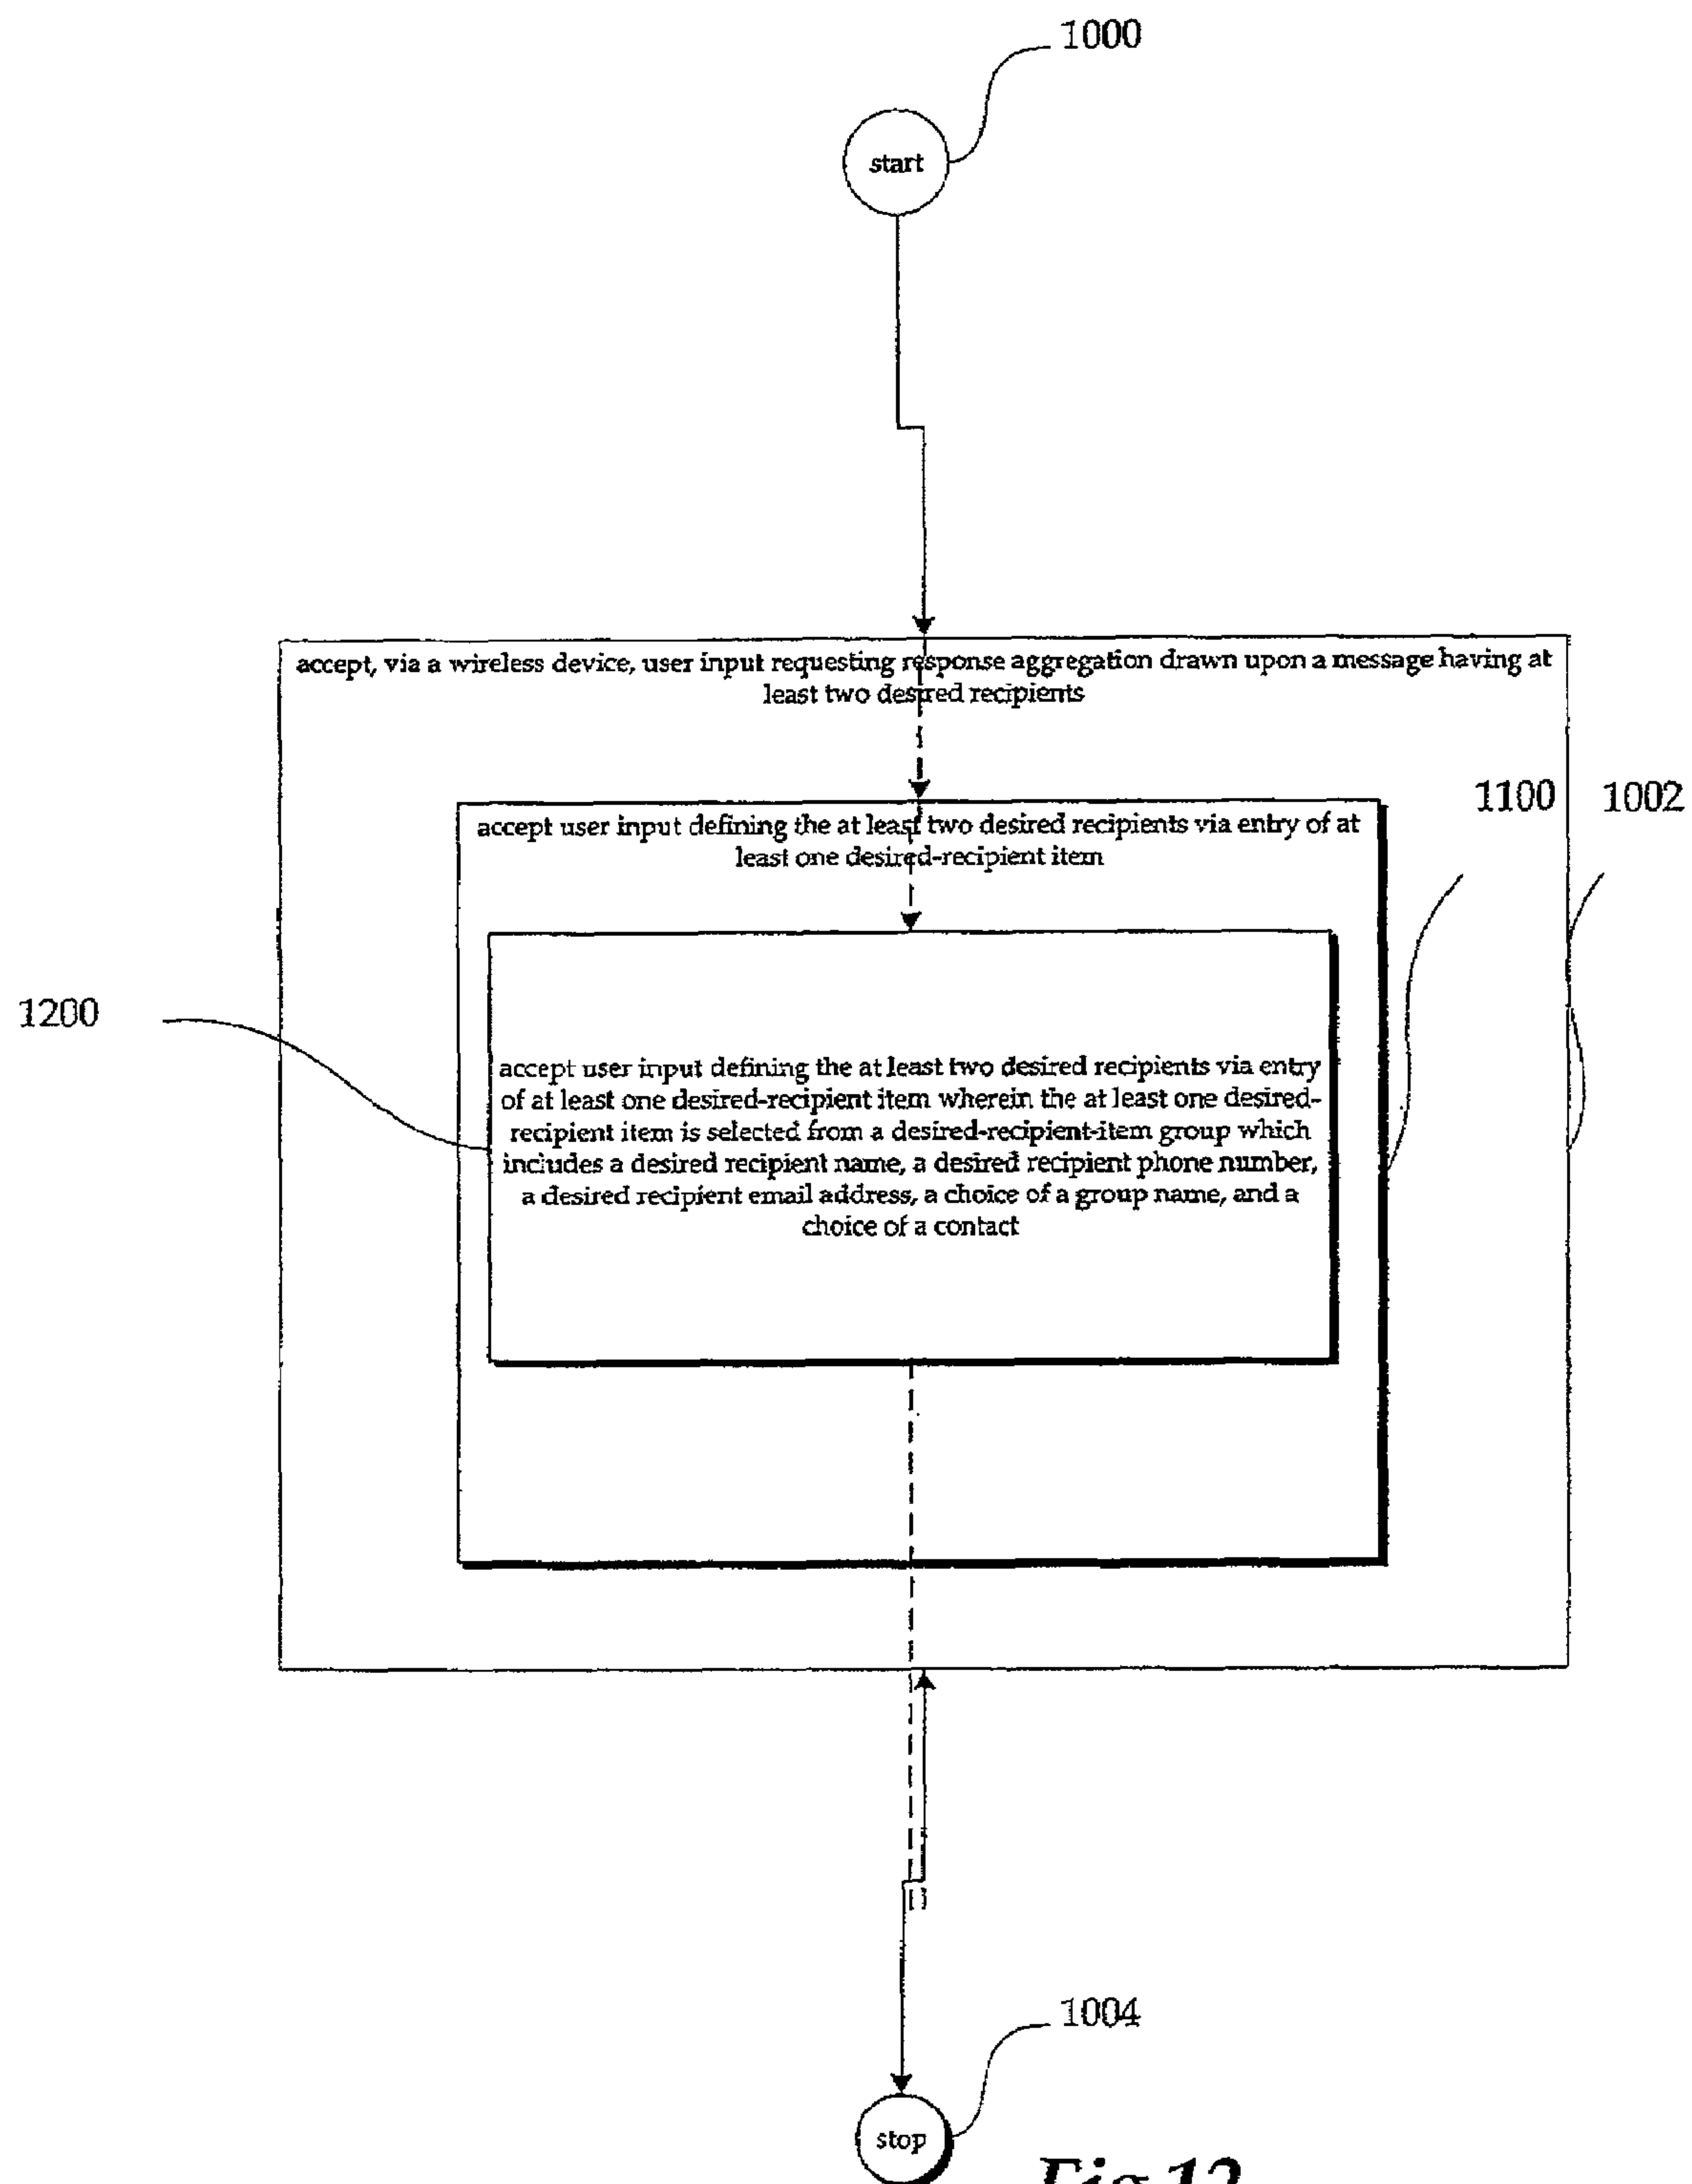 1000
start
accept, via a wireless device, user input requesting response aggregation drawn upon a message having at
least two desired recipients
1100 1002
accept user input defining the at least two desired recipients via entry of at
least one desired-recipient item
1200
accept user input defining the at least two desired recipients via entry
of at least one desired-recipient item wherein the at least one desired-
recipient item is selected from a desired-recipient-item group which
includes a desired recipient name, a desired recipient phone number,
a desired recipient email address, a choice of a group name, and a
choice of a contact
1004
stop
Fig 12